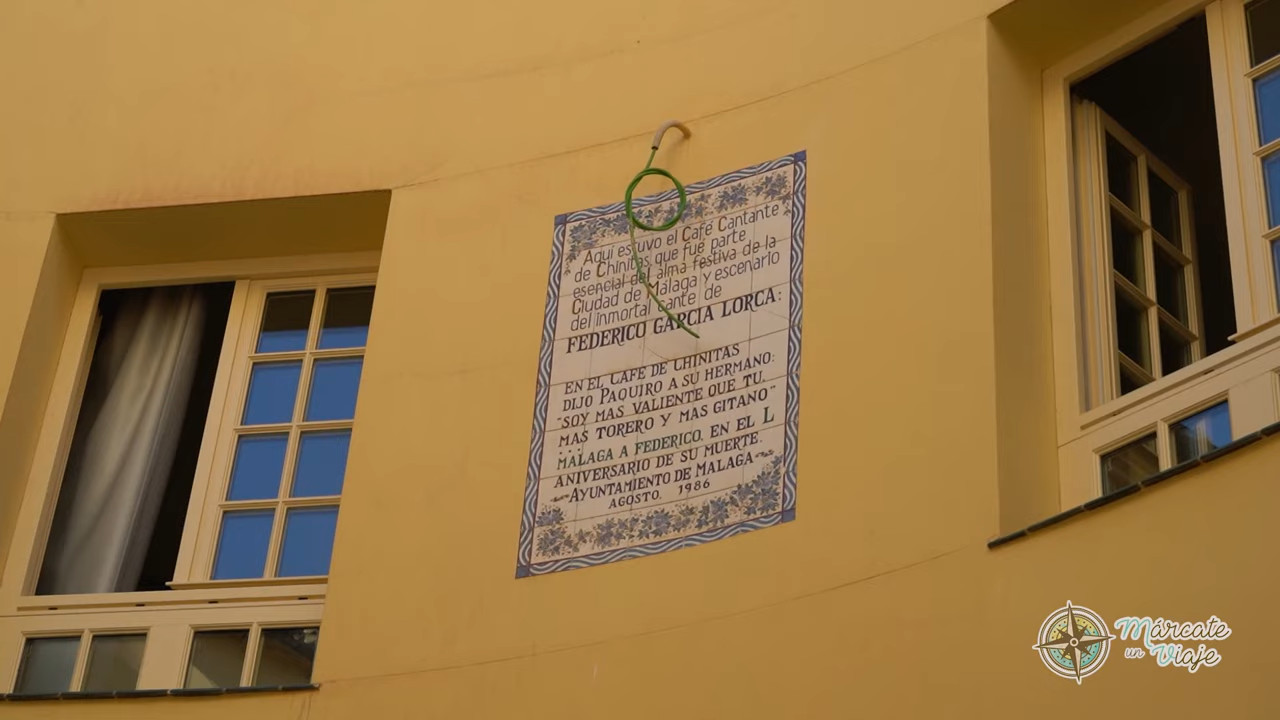 Aquí estuvo el Café Cantante
de Chinitas que fué parte
esencial del alma festiva de la
Ciudad de Málaga y escenario
del inmortal cante de
FEDERICO GARCIA LORCA:
EN EL CAFE DE CHINITAS
DIJO PAQUIRO A SU HERMANO:
"SOY MAS VALIENTE QUE TU,
MAS TORERO Y MAS GITANO"
...
MALAGA A FEDERICO, EN EL L
ANIVERSARIO DE SU MUERTE.
AYUNTAMIENTO DE MALAGA
AGOSTO, 1986
Márcate
un Viaje